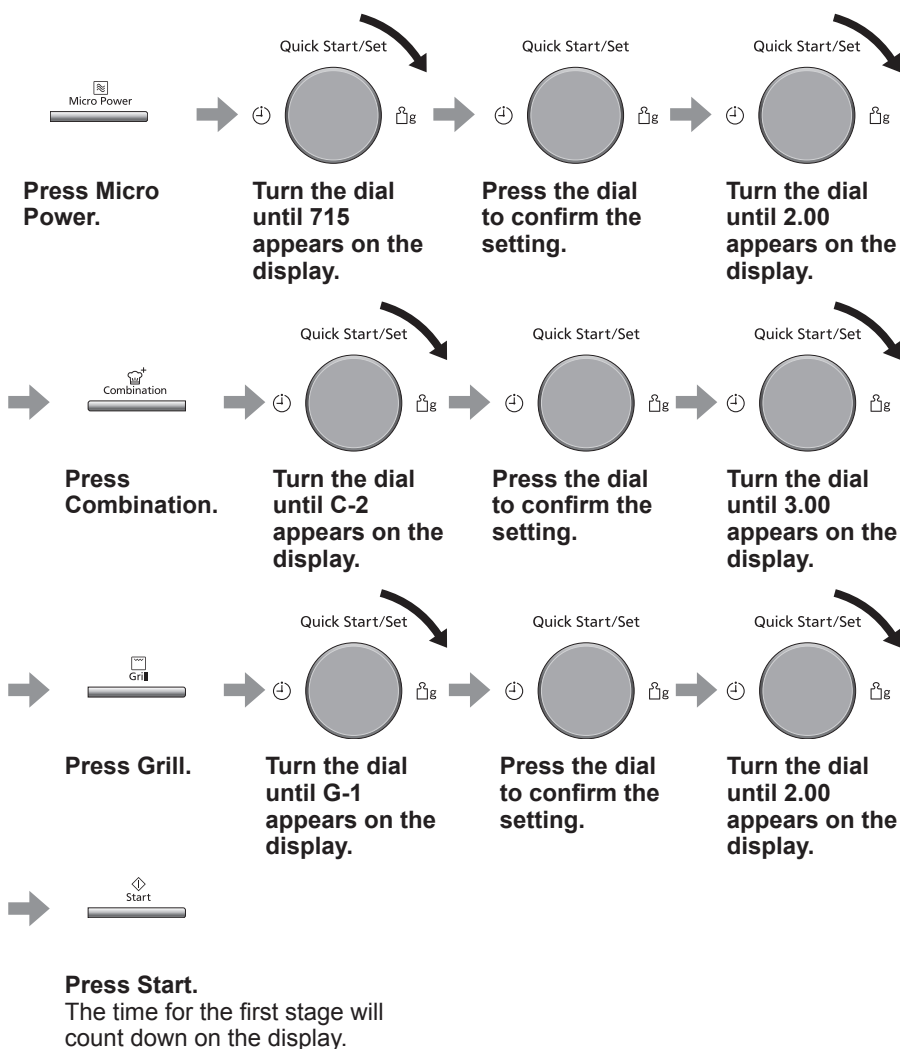 Quick Start/Set
Quick Start/Set
Quick Start/Set
Micro Power
g
g
g
Press Micro
Power.
Turn the dial
until 715
appears on the
display.
Press the dial
to confirm the
setting.
Turn the dial
until 2.00
appears on the
display.
Quick Start/Set
Quick Start/Set
Quick Start/Set
Combination
g
g
g
Press
Combination.
Turn the dial
until C-2
appears on the
display.
Press the dial
to confirm the
setting.
Turn the dial
until 3.00
appears on the
display.
Quick Start/Set
Quick Start/Set
Quick Start/Set
Grill
g
g
g
Press Grill.
Turn the dial
until G-1
appears on the
display.
Press the dial
to confirm the
setting.
Turn the dial
until 2.00
appears on the
display.
Start
Press Start.
The time for the first stage will
count down on the display.